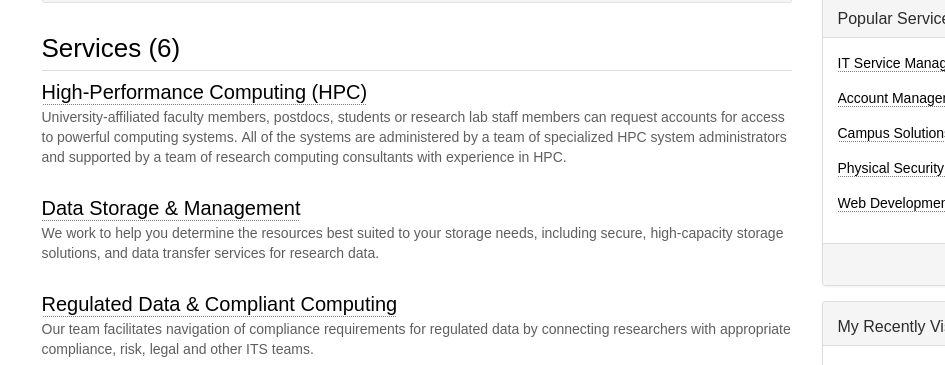 Services (6)
High-Performance Computing (HPC)
University-affiliated faculty members, postdocs, students or research lab staff members can request accounts for access
to powerful computing systems. All of the systems are administered by a team of specialized HPC system administrators
and supported by a team of research computing consultants with experience in HPC.
Data Storage & Management
We work to help you determine the resources best suited to your storage needs, including secure, high-capacity storage
solutions, and data transfer services for research data.
Regulated Data & Compliant Computing
Our team facilitates navigation of compliance requirements for regulated data by connecting researchers with appropriate
compliance, risk, legal and other ITS teams.
Popular
IT Service
Account
Campus
Physical Security
Web
My Recently